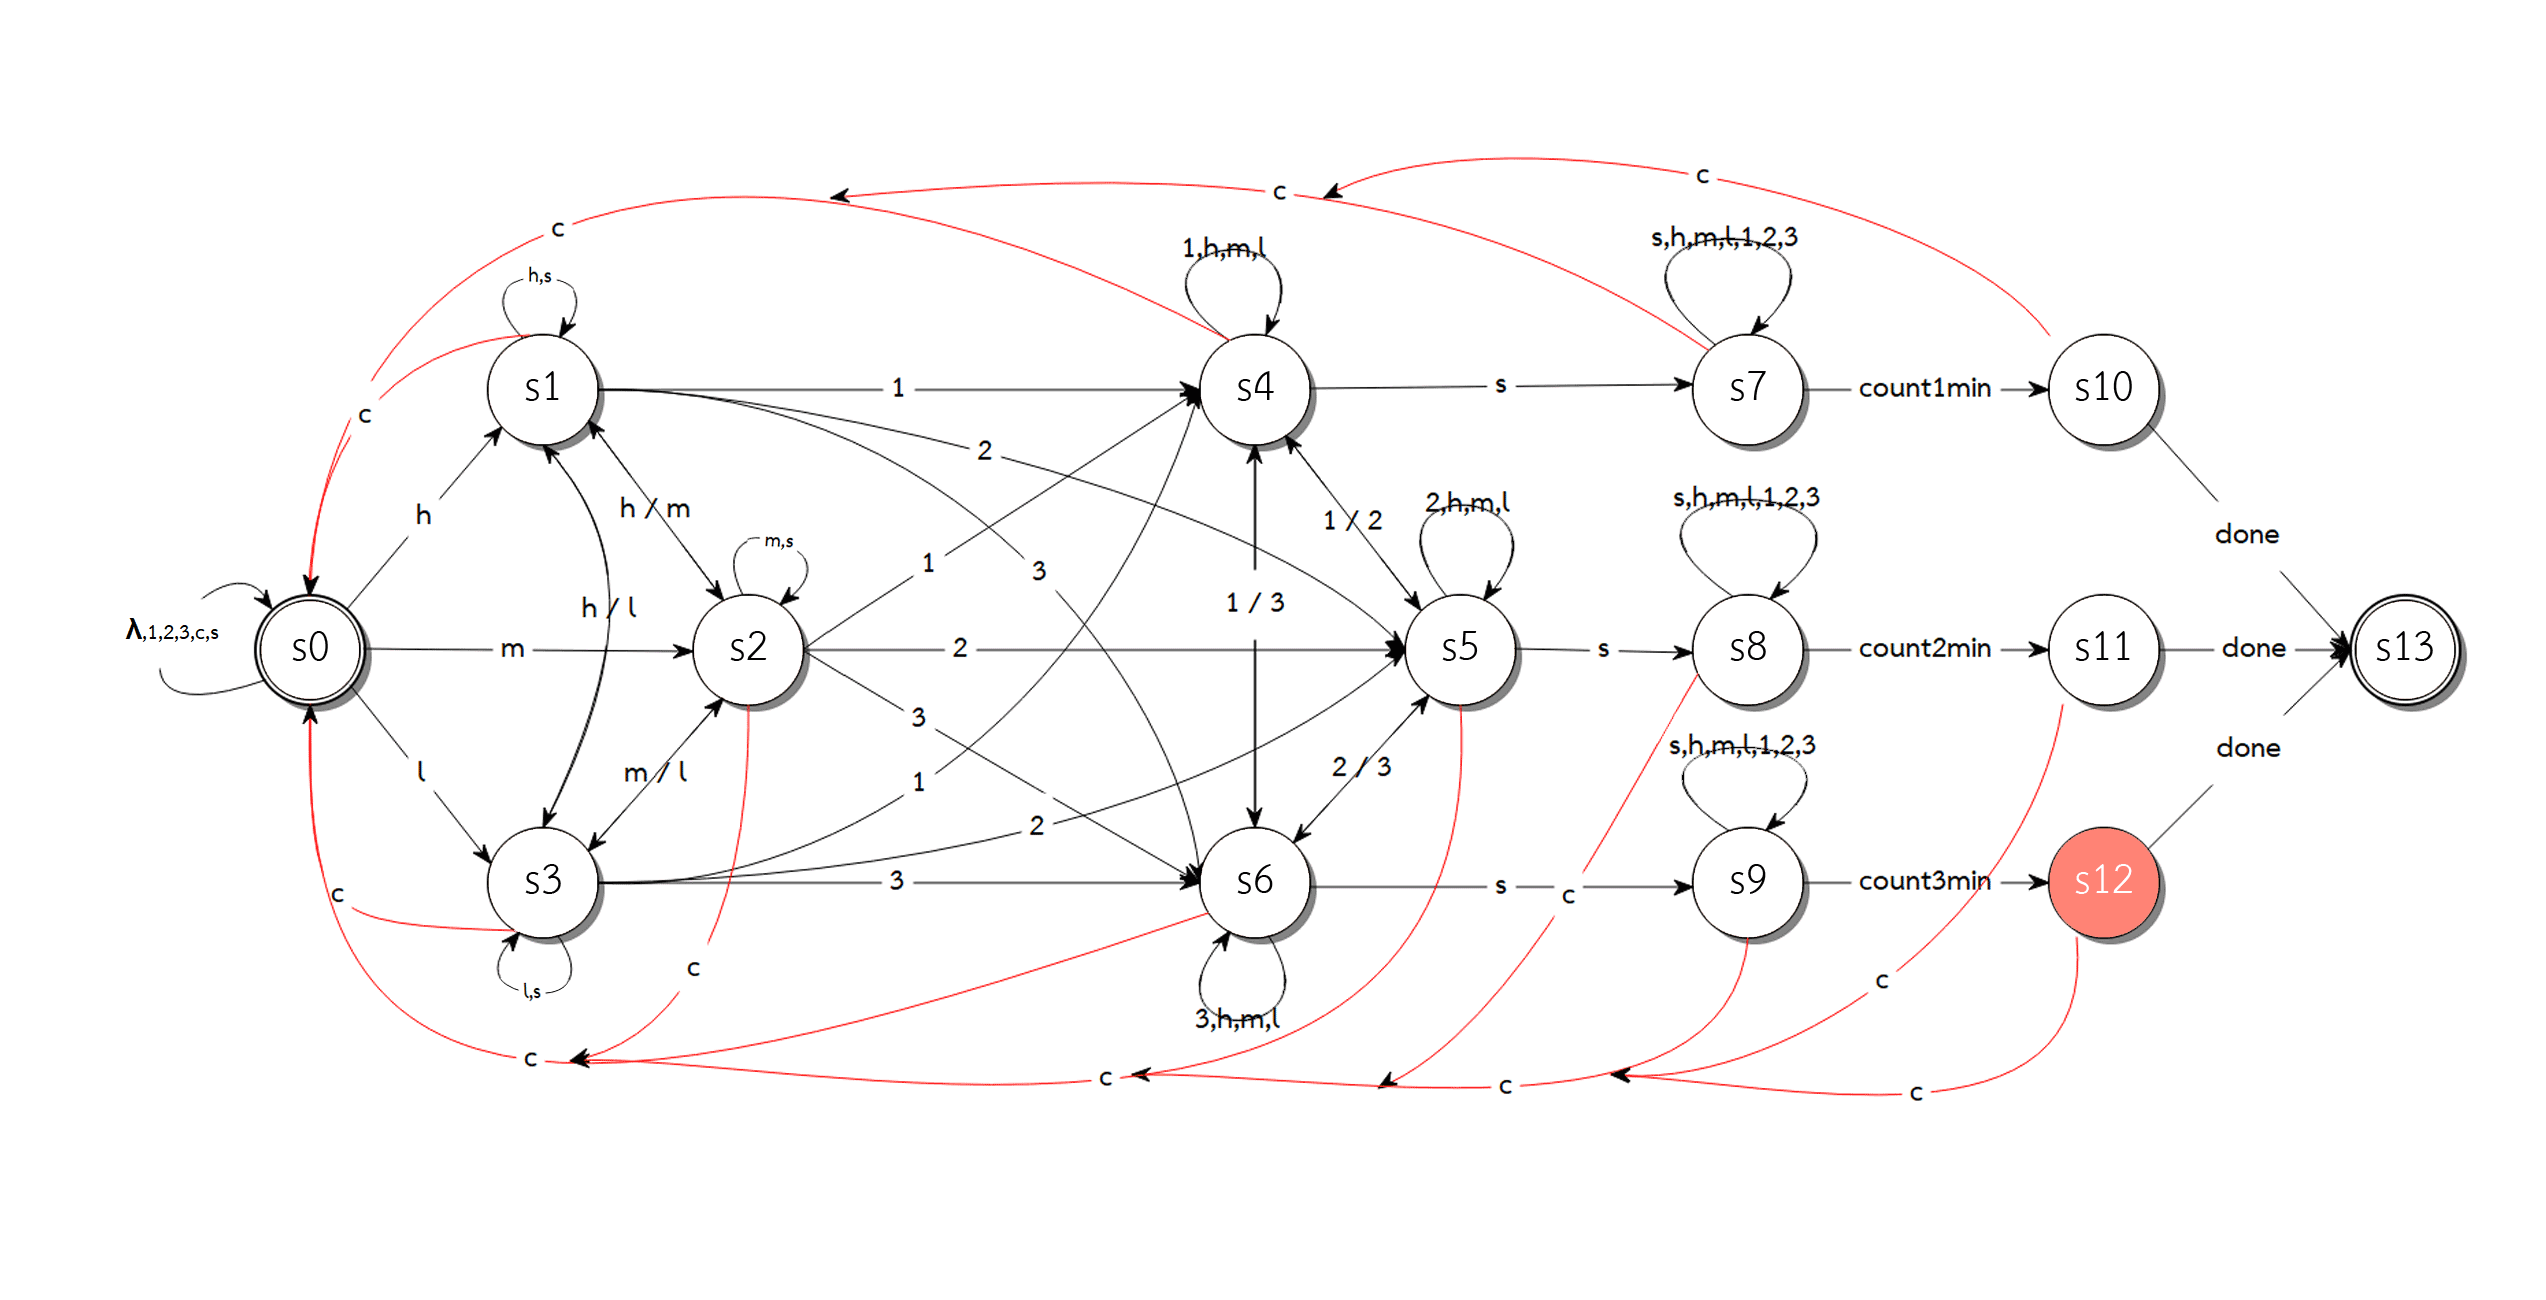 c
c
c
s,h,m,l,1,2,3
1,h,m,l
h,s
s1
1
s4
s
s7
count1min
s10
c
2
s,h,m,l,1,2,3
2,h,m,l
h
h / m
1 / 2
done
m,s
1
3
1 / 3
h / l
λ,1,2,3,c,s
s0
m
s2
2
s5
s
s8
count2min
s11
done
s13
3
s,h,m,l,1,2,3
done
l
m / l
2 / 3
1
2
s3
3
s6
s
c
s9
count3min
s12
c
c
c
l,s
3,h,m,l
c
c
c
c